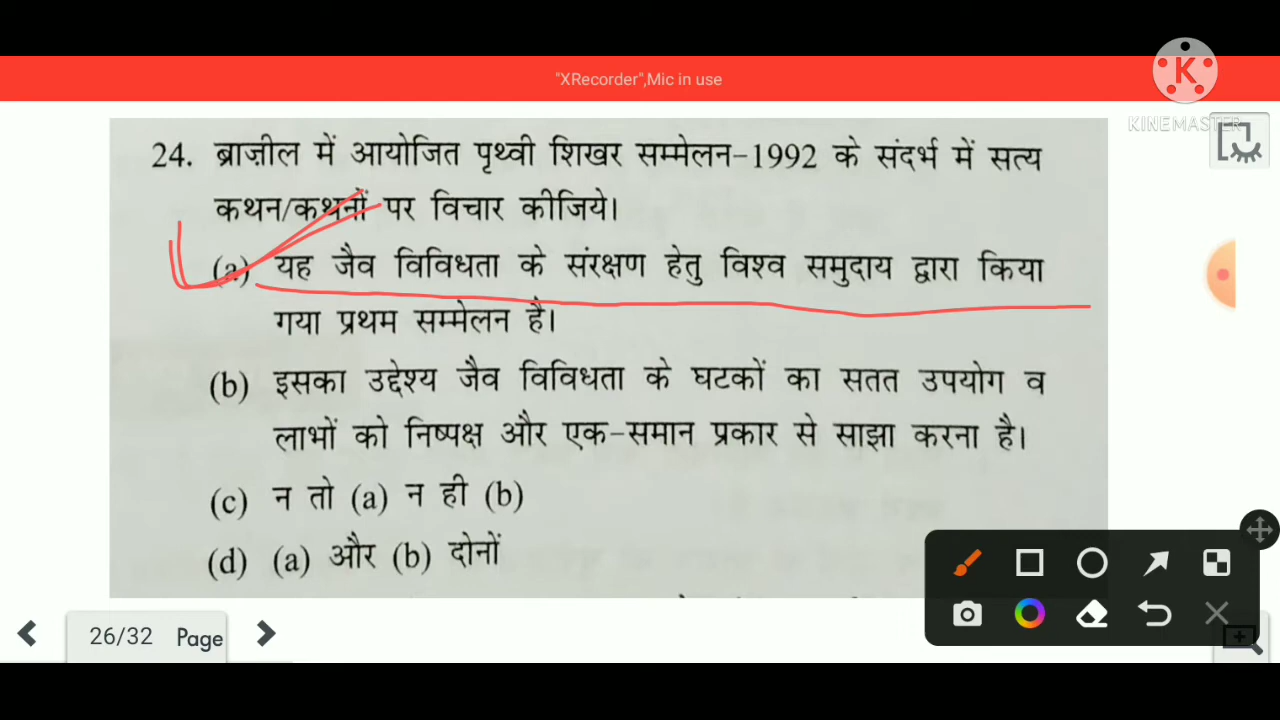 "XRecorder",Mic in use
K
KINEMASTER
24. ब्राज़ील में आयोजित पृथ्वी शिखर सम्मेलन-1992 के संदर्भ में सत्य
कथन/कथनों पर विचार कीजिये।
(a) यह जैव विविधता के संरक्षण हेतु विश्व समुदाय द्वारा किया
गया प्रथम सम्मेलन है।
(b) इसका उद्देश्य जैव विविधता के घटकों का सतत उपयोग व
लाभों को निष्पक्ष और एक-समान प्रकार से साझा करना है।
(c) न तो (a) न ही (b)
(d) (a) और (b) दोनों
26/32 Page